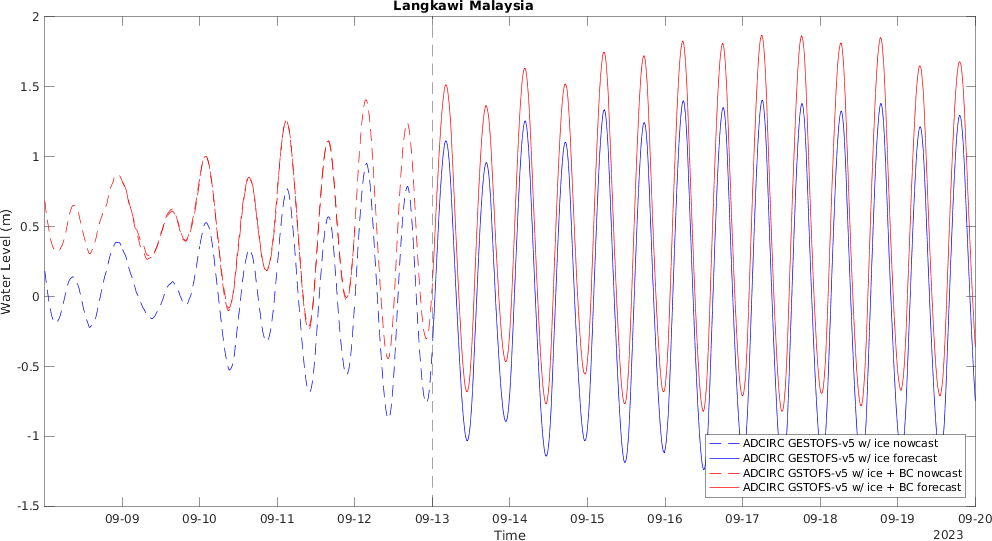 Langkawi Malaysia
2
1.5
1
0.5
0
-0.5
-1
-1.5
Water Level (m)
ADCIRC GESTOFS-v5 w/ ice nowcast
ADCIRC GESTOFS-v5 w/ ice forecast
ADCIRC GSTOFS-v5 w/ ice + BC nowcast
ADCIRC GSTOFS-v5 w/ ice + BC forecast
09-09 09-10 09-11 09-12 09-13 09-14 09-15 09-16 09-17 09-18 09-19 09-20
Time
2023